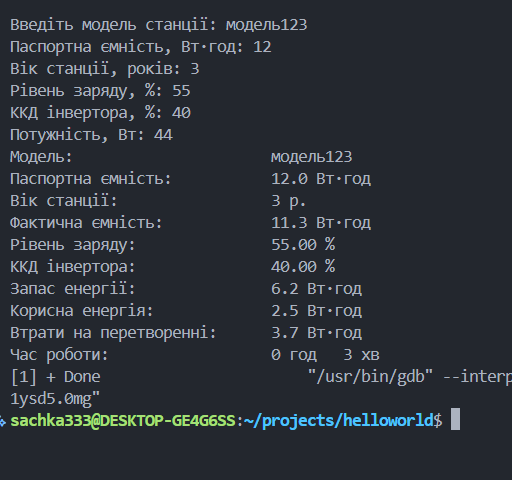 Введіть модель станції: модель123
Паспортна ємність, Вт·год: 12
Вік станції, років: 3
Рівень заряду, %: 55
ККД інвертора, %: 40
Потужність, Вт: 44
Модель: модель123
Паспортна ємність: 12.0 Вт·год
Вік станції: 3 р.
Фактична ємність: 11.3 Вт·год
Рівень заряду: 55.00 %
ККД інвертора: 40.00 %
Запас енергії: 6.2 Вт·год
Корисна енергія: 2.5 Вт·год
Втрати на перетворенні: 3.7 Вт·год
Час роботи: 0 год 3 хв
[1] + Done "/usr/bin/gdb" --interp
1ysd5.0mg"
sachka333@DESKTOP-GE4G6SS:~/projects/helloworld$